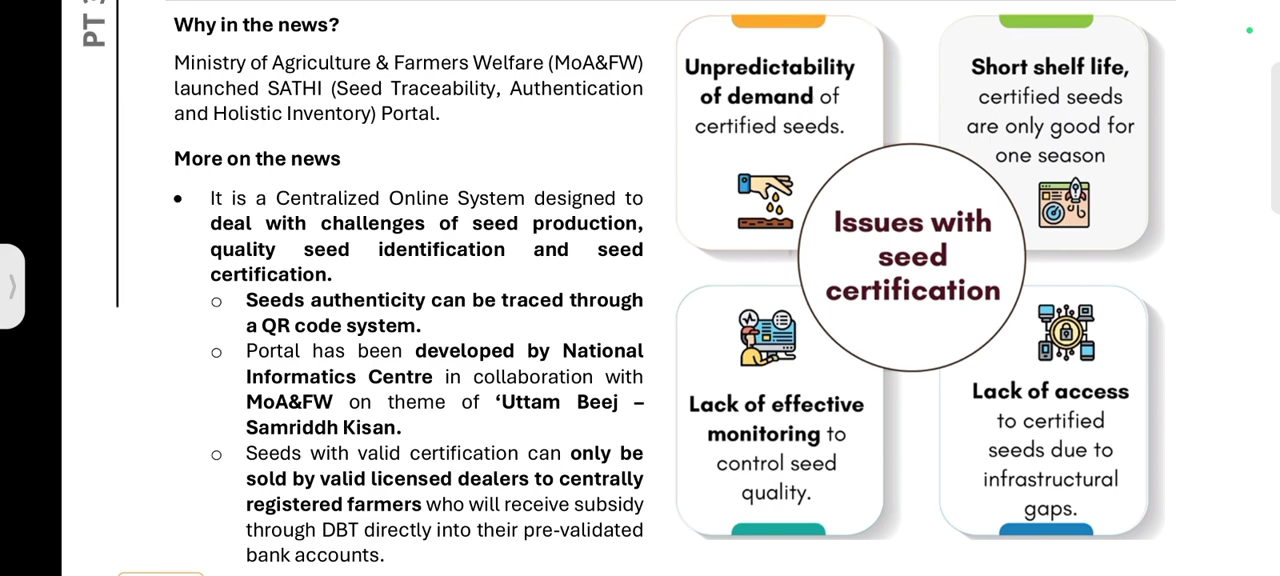 PT 3
Why in the news?
Ministry of Agriculture & Farmers Welfare (MoA&FW)
launched SATHI (Seed Traceability, Authentication
and Holistic Inventory) Portal.
More on the news
• It is a Centralized Online System designed to
deal with challenges of seed production,
quality seed identification and seed
certification.
o Seeds authenticity can be traced through
a QR code system.
o Portal has been developed by National
Informatics Centre in collaboration with
MoA&FW on theme of ‘Uttam Beej –
Samriddh Kisan.
o Seeds with valid certification can only be
sold by valid licensed dealers to centrally
registered farmers who will receive subsidy
through DBT directly into their pre-validated
bank accounts.
Unpredictability
of demand of
certified seeds.
Short shelf life,
certified seeds
are only good for
one season
Issues with
seed
certification
Lack of effective
monitoring to
control seed
quality.
Lack of access
to certified
seeds due to
infrastructural
gaps.